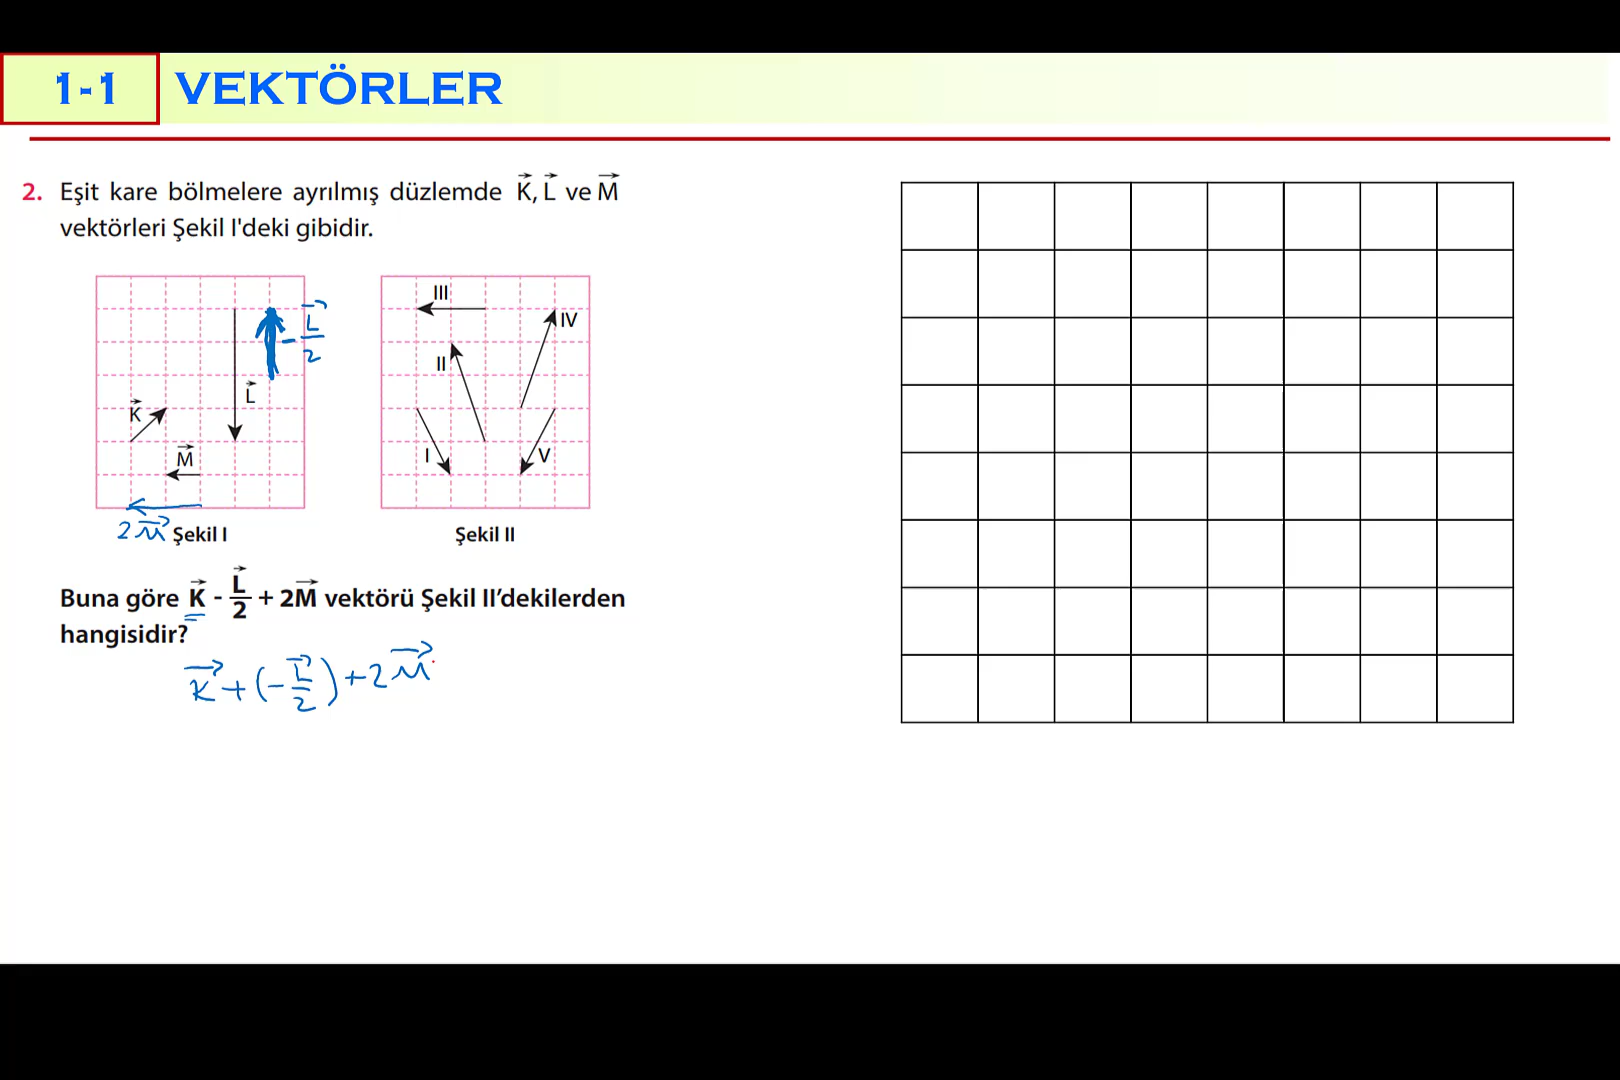 1-1 VEKTÖRLER
2. Eşit kare bölmelere ayrılmış düzlemde K⃗, L⃗ ve M⃗
vektörleri Şekil I'deki gibidir.
K⃗
L⃗
M⃗
-L⃗/2
2M⃗
Şekil I
III
IV
II
I
V
Şekil II
Buna göre K⃗ - L⃗/2 + 2M⃗ vektörü Şekil II’dekilerden
hangisidir?
K⃗ + (-L⃗/2) + 2M⃗